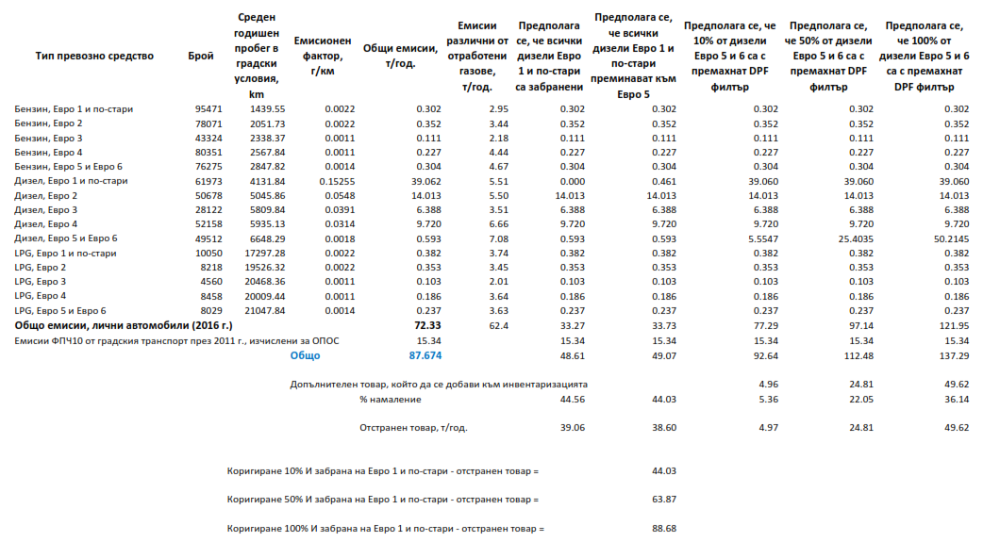 Тип превозно средство Брой Среден годишен пробег в градски условия, km Емисионен фактор, г/км Общи емисии, т/год. Емисии различни от отработени газове, т/год. Предполага се, че всички дизели Евро 1 и по-стари са забранени Предполага се, че всички дизели Евро 1 и по-стари преминават към Евро 5 Предполага се, че 10% от дизели Евро 5 и 6 са с премахнат DPF филтър Предполага се, че 50% от дизели Евро 5 и 6 са с премахнат DPF филтър Предполага се, че 100% от дизели Евро 5 и 6 са с премахнат DPF филтър
Бензин, Евро 1 и по-стари 95471 1439.55 0.0022 0.302 2.95 0.302 0.302 0.302 0.302 0.302
Бензин, Евро 2 78071 2051.73 0.0022 0.352 3.44 0.352 0.352 0.352 0.352 0.352
Бензин, Евро 3 43324 2338.37 0.0011 0.111 2.18 0.111 0.111 0.111 0.111 0.111
Бензин, Евро 4 80351 2567.84 0.0011 0.227 4.44 0.227 0.227 0.227 0.227 0.227
Бензин, Евро 5 и Евро 6 76275 2847.82 0.0014 0.304 4.67 0.304 0.304 0.304 0.304 0.304
Дизел, Евро 1 и по-стари 61973 4131.84 0.15255 39.062 5.51 0.000 0.461 39.060 39.060 39.060
Дизел, Евро 2 50678 5045.86 0.0548 14.013 5.50 14.013 14.013 14.013 14.013 14.013
Дизел, Евро 3 28122 5809.84 0.0391 6.388 3.51 6.388 6.388 6.388 6.388 6.388
Дизел, Евро 4 52158 5935.13 0.0314 9.720 6.66 9.720 9.720 9.720 9.720 9.720
Дизел, Евро 5 и Евро 6 49512 6648.29 0.0018 0.593 7.08 0.593 0.593 5.5547 25.4035 50.2145
LPG, Евро 1 и по-стари 10050 17297.28 0.0022 0.382 3.74 0.382 0.382 0.382 0.382 0.382
LPG, Евро 2 8218 19526.32 0.0022 0.353 3.45 0.353 0.353 0.353 0.353 0.353
LPG, Евро 3 4560 20468.36 0.0011 0.103 2.01 0.103 0.103 0.103 0.103 0.103
LPG, Евро 4 8458 20009.44 0.0011 0.186 3.64 0.186 0.186 0.186 0.186 0.186
LPG, Евро 5 и Евро 6 8029 21047.84 0.0014 0.237 3.63 0.237 0.237 0.237 0.237 0.237
Общо емисии, лични автомобили (2016 г.) 72.33 62.4 33.27 33.73 77.29 97.14 121.95
Емисии ФПЧ10 от градския транспорт през 2011 г., изчислени за ОПОС 15.34 15.34 15.34 15.34 15.34 15.34
Общо 87.674 48.61 49.07 92.64 112.48 137.29
Допълнителен товар, който да се добави към инвентаризацията 4.96 24.81 49.62
% намаление 44.56 44.03 5.36 22.05 36.14
Отстранен товар, т/год. 39.06 38.60 4.97 24.81 49.62
Коригиране 10% И забрана на Евро 1 и по-стари - отстранен товар = 44.03
Коригиране 50% И забрана на Евро 1 и по-стари - отстранен товар = 63.87
Коригиране 100% И забрана на Евро 1 и по-стари - отстранен товар = 88.68